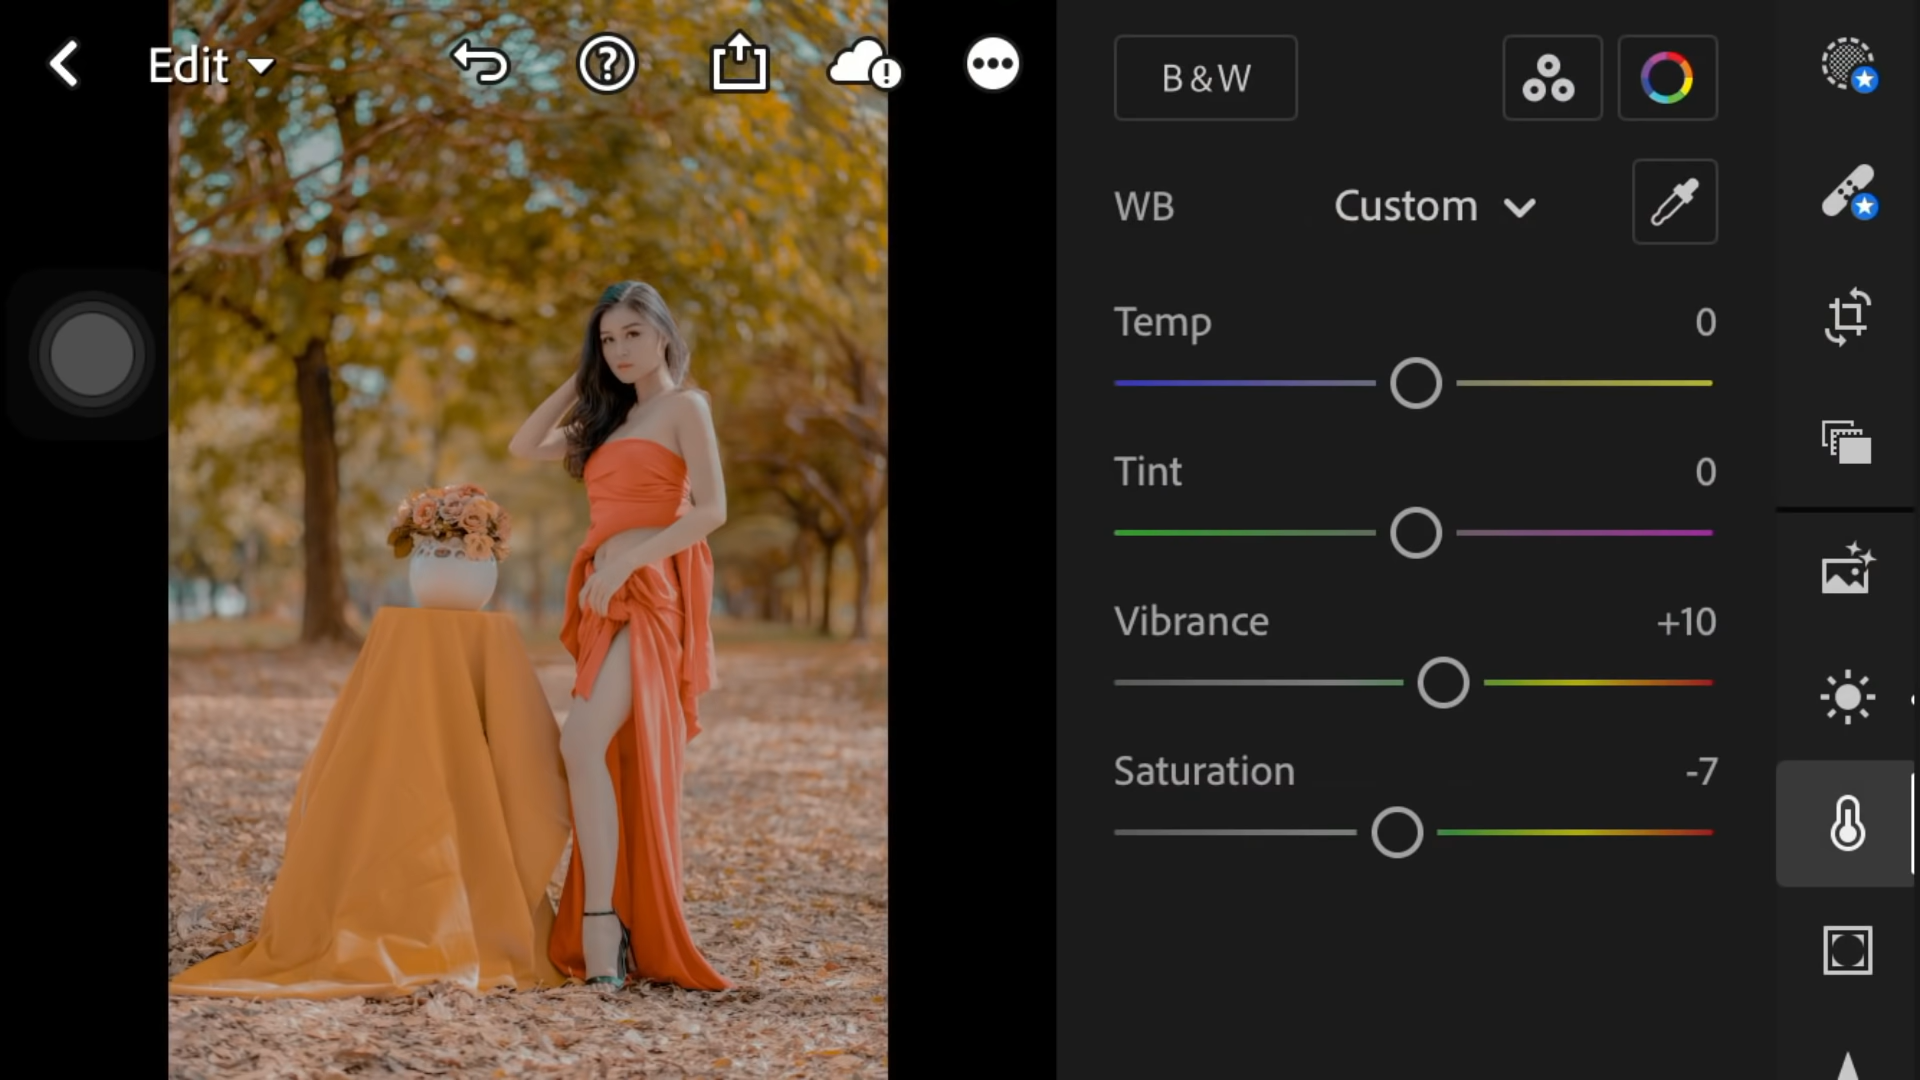 Edit
B&W
WB Custom
Temp 0
Tint 0
Vibrance +10
Saturation -7